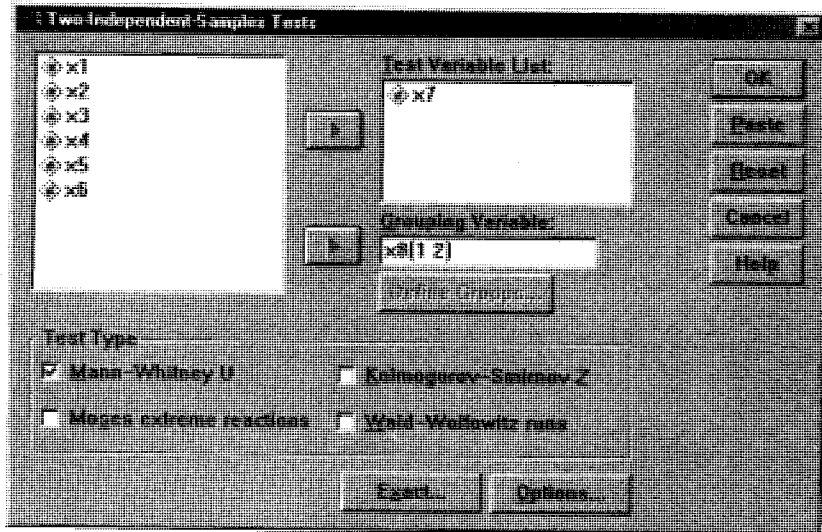 Two Independent Samples Tests
x1
x2
x3
x4
x5
x6
Test Variable List:
x7
Grouping Variable:
x8(1 2)
Define Groups...
OK
Paste
Reset
Cancel
Help
Test Type
Mann-Whitney U
Kolmogorov-Smirnov Z
Moses extreme reactions
Wald-Wolfowitz runs
Exact...
Options...